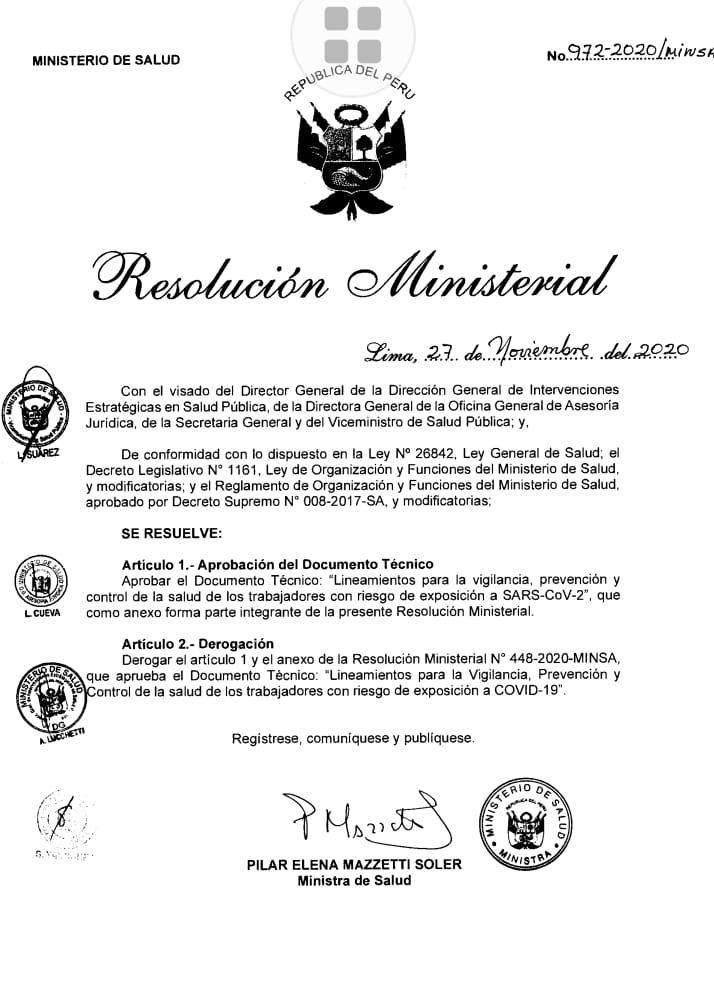 MINISTERIO DE SALUD
No. 972-2020/MINSA
REPUBLICA DEL PERU
Resolución Ministerial
Lima, 27 de Noviembre del 2020
Con el visado del Director General de la Dirección General de Intervenciones
Estratégicas en Salud Pública, de la Directora General de la Oficina General de Asesoría
Jurídica, de la Secretaria General y del Viceministro de Salud Pública; y,
L. SUÁREZ
De conformidad con lo dispuesto en la Ley Nº 26842, Ley General de Salud; el
Decreto Legislativo N° 1161, Ley de Organización y Funciones del Ministerio de Salud,
y modificatorias; y el Reglamento de Organización y Funciones del Ministerio de Salud,
aprobado por Decreto Supremo N° 008-2017-SA, y modificatorias;
SE RESUELVE:
Artículo 1.- Aprobación del Documento Técnico
Aprobar el Documento Técnico: “Lineamientos para la vigilancia, prevención y
control de la salud de los trabajadores con riesgo de exposición a SARS-CoV-2”, que
como anexo forma parte integrante de la presente Resolución Ministerial.
L. CUEVA
Artículo 2.- Derogación
Derogar el artículo 1 y el anexo de la Resolución Ministerial N° 448-2020-MINSA,
que aprueba el Documento Técnico: “Lineamientos para la Vigilancia, Prevención y
Control de la salud de los trabajadores con riesgo de exposición a COVID-19”.
MINISTERIO DE SALUD
DG
A. LUCCHETTI
Regístrese, comuníquese y publíquese.
P Mazzetti
MINISTERIO DE SALUD
REPUBLICA DEL PERU
MINISTRA
PILAR ELENA MAZZETTI SOLER
Ministra de Salud